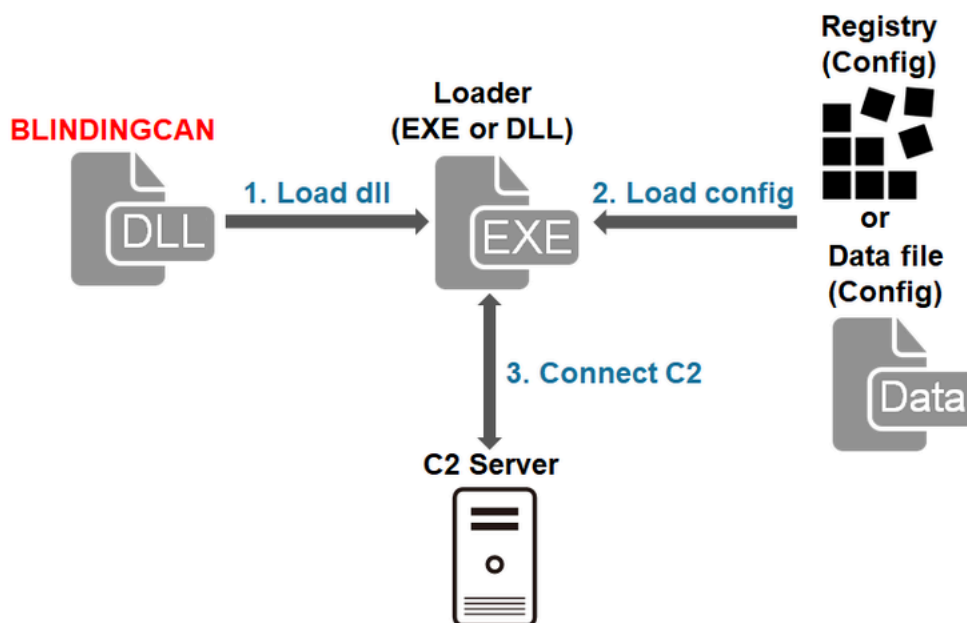 Registry
(Config)
Loader
(EXE or DLL)
BLINDINGCAN
DLL
1. Load dll
EXE
2. Load config
or
Data file
(Config)
Data
3. Connect C2
C2 Server